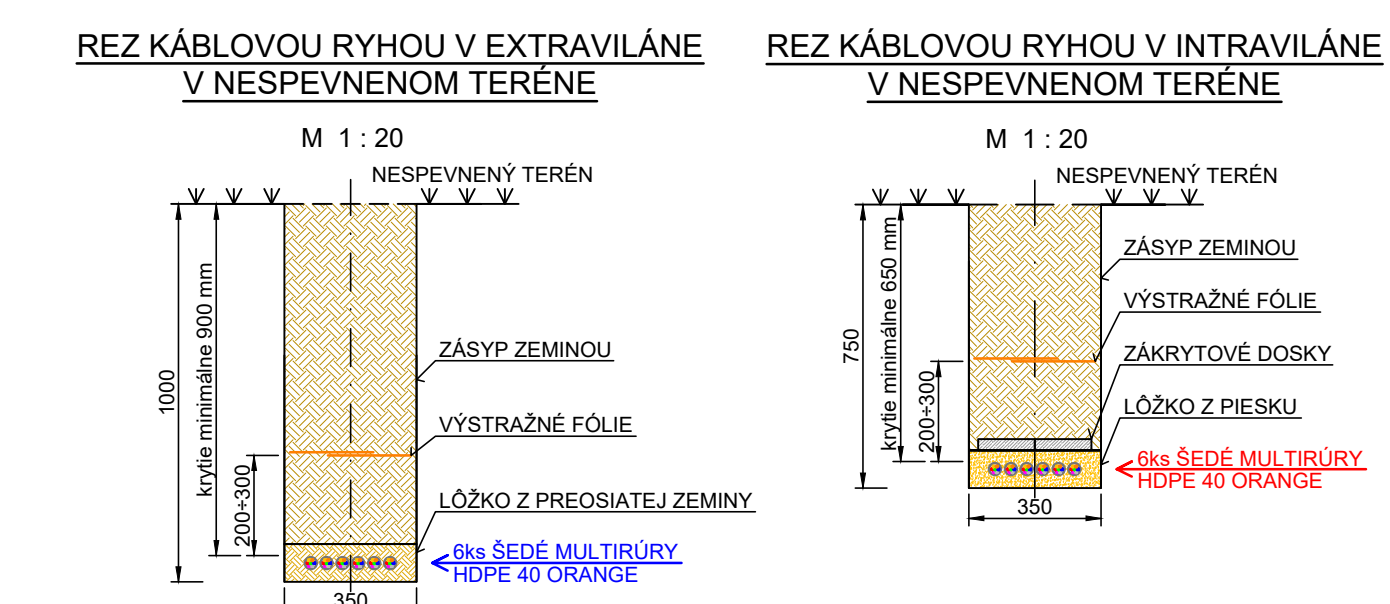 REZ KÁBLOVOU RYHOU V EXTRAVILÁNE
V NESPEVNENOM TERÉNE
M 1 : 20
NESPEVNENÝ TERÉN
1000
krytie minimálne 900 mm
200÷300
ZÁSYP ZEMINOU
VÝSTRAŽNÉ FÓLIE
LÔŽKO Z PREOSIATEJ ZEMINY
6ks ŠEDÉ MULTIRÚRY
HDPE 40 ORANGE
350
REZ KÁBLOVOU RYHOU V INTRAVILÁNE
V NESPEVNENOM TERÉNE
M 1 : 20
NESPEVNENÝ TERÉN
750
krytie minimálne 650 mm
200÷300
ZÁSYP ZEMINOU
VÝSTRAŽNÉ FÓLIE
ZÁKRYTOVÉ DOSKY
LÔŽKO Z PIESKU
6ks ŠEDÉ MULTIRÚRY
HDPE 40 ORANGE
350